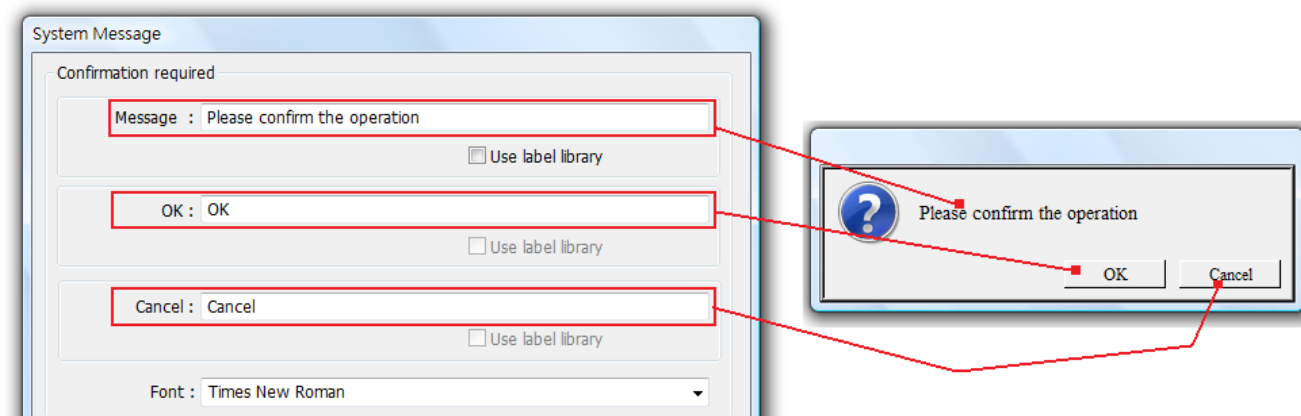 System Message
Confirmation required
Message : Please confirm the operation
Use label library
OK : OK
Use label library
Cancel : Cancel
Use label library
Font : Times New Roman
Please confirm the operation
OK Cancel